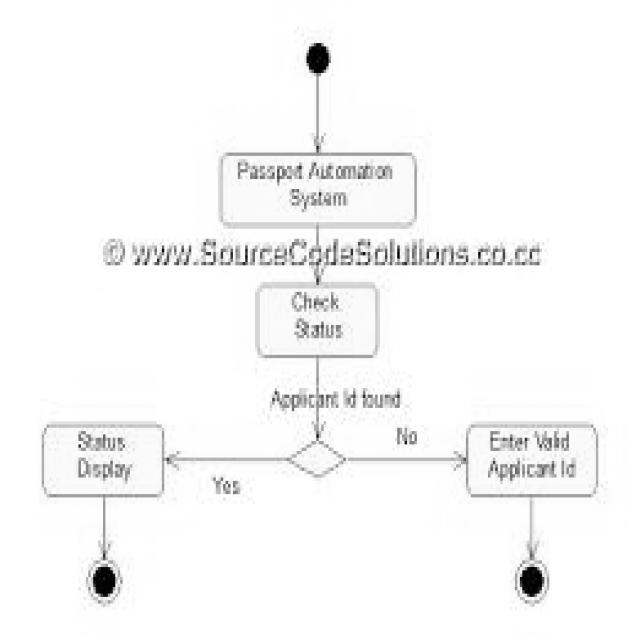 Passport Automation
System
© www.SourceCodeSolutions.co.cc
Check
Status
Applicant Id found
Status
Display
Yes
No
Enter Valid
Applicant Id